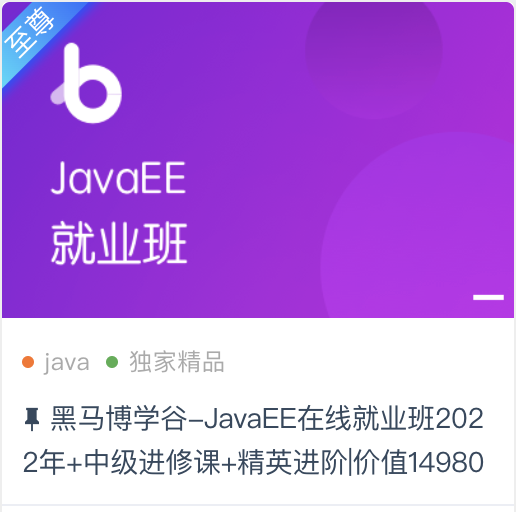 至尊
b
JavaEE
就业班
java 独家精品
黑马博学谷-JavaEE在线就业班202
2年+中级进修课+精英进阶|价值14980